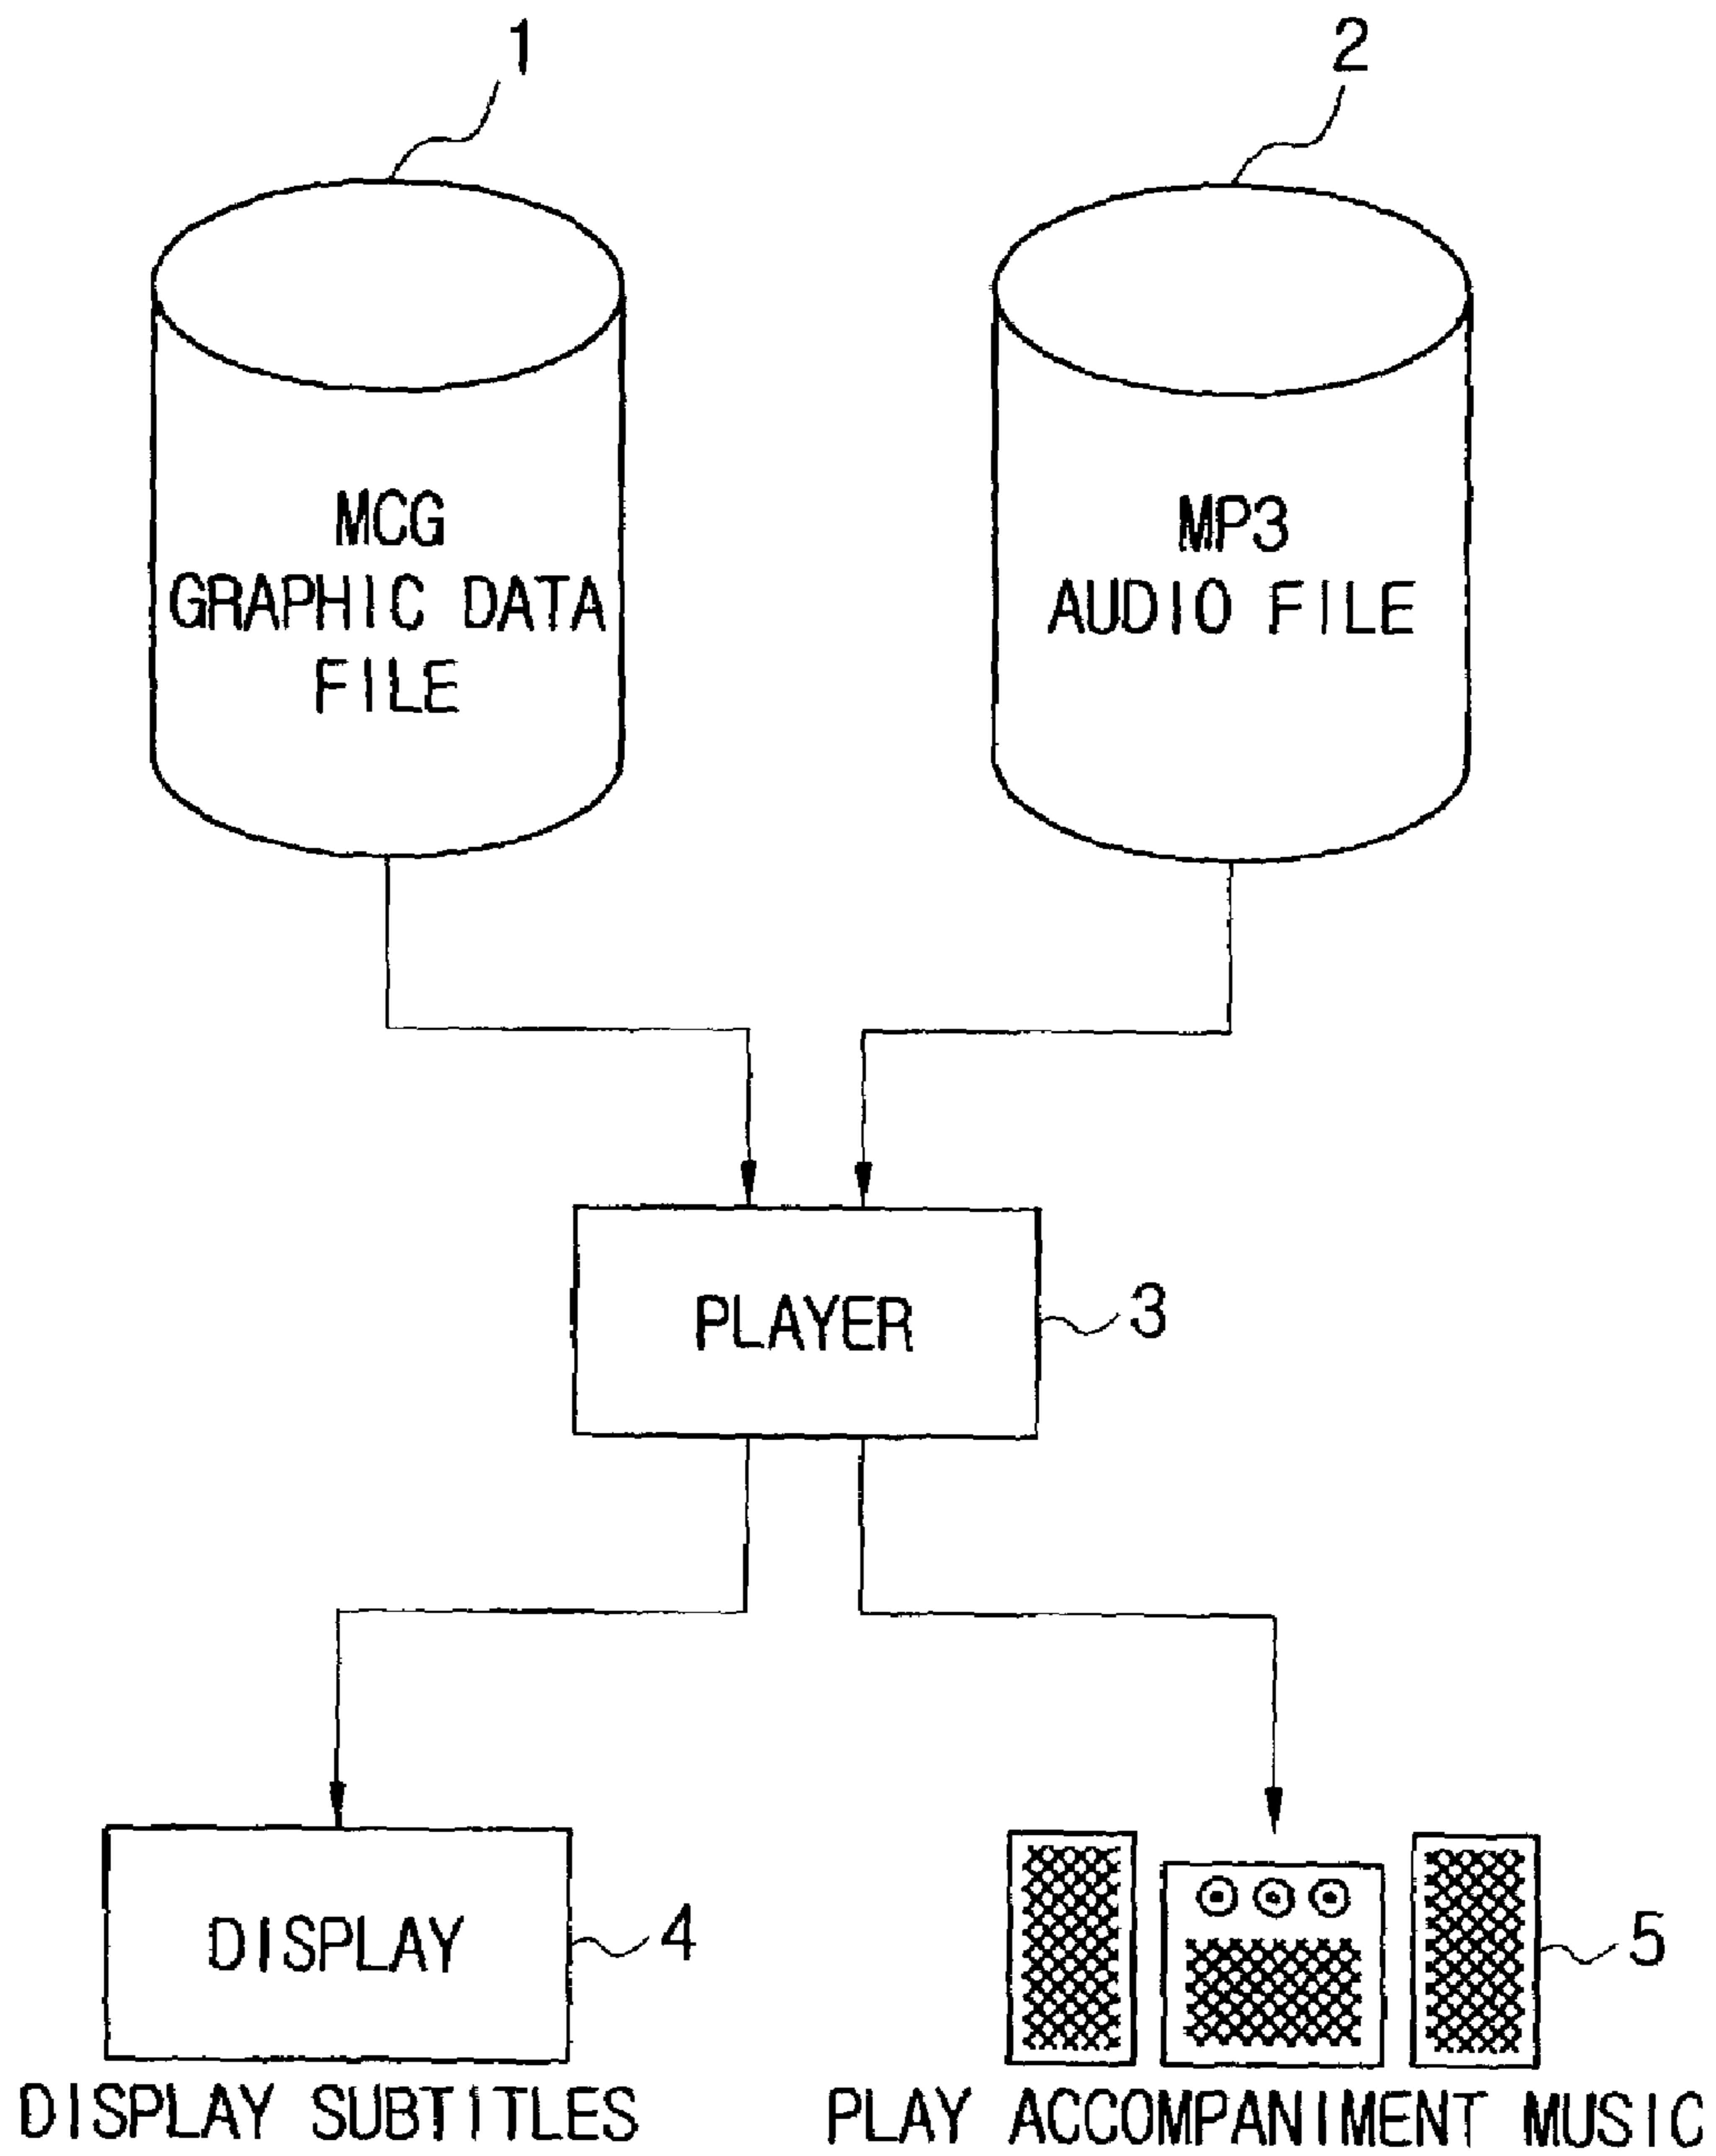 1
2
MCG
GRAPHIC DATA
FILE
MP3
AUDIO FILE
PLAYER
3
DISPLAY
4
5
DISPLAY SUBTITLES
PLAY ACCOMPANIMENT MUSIC